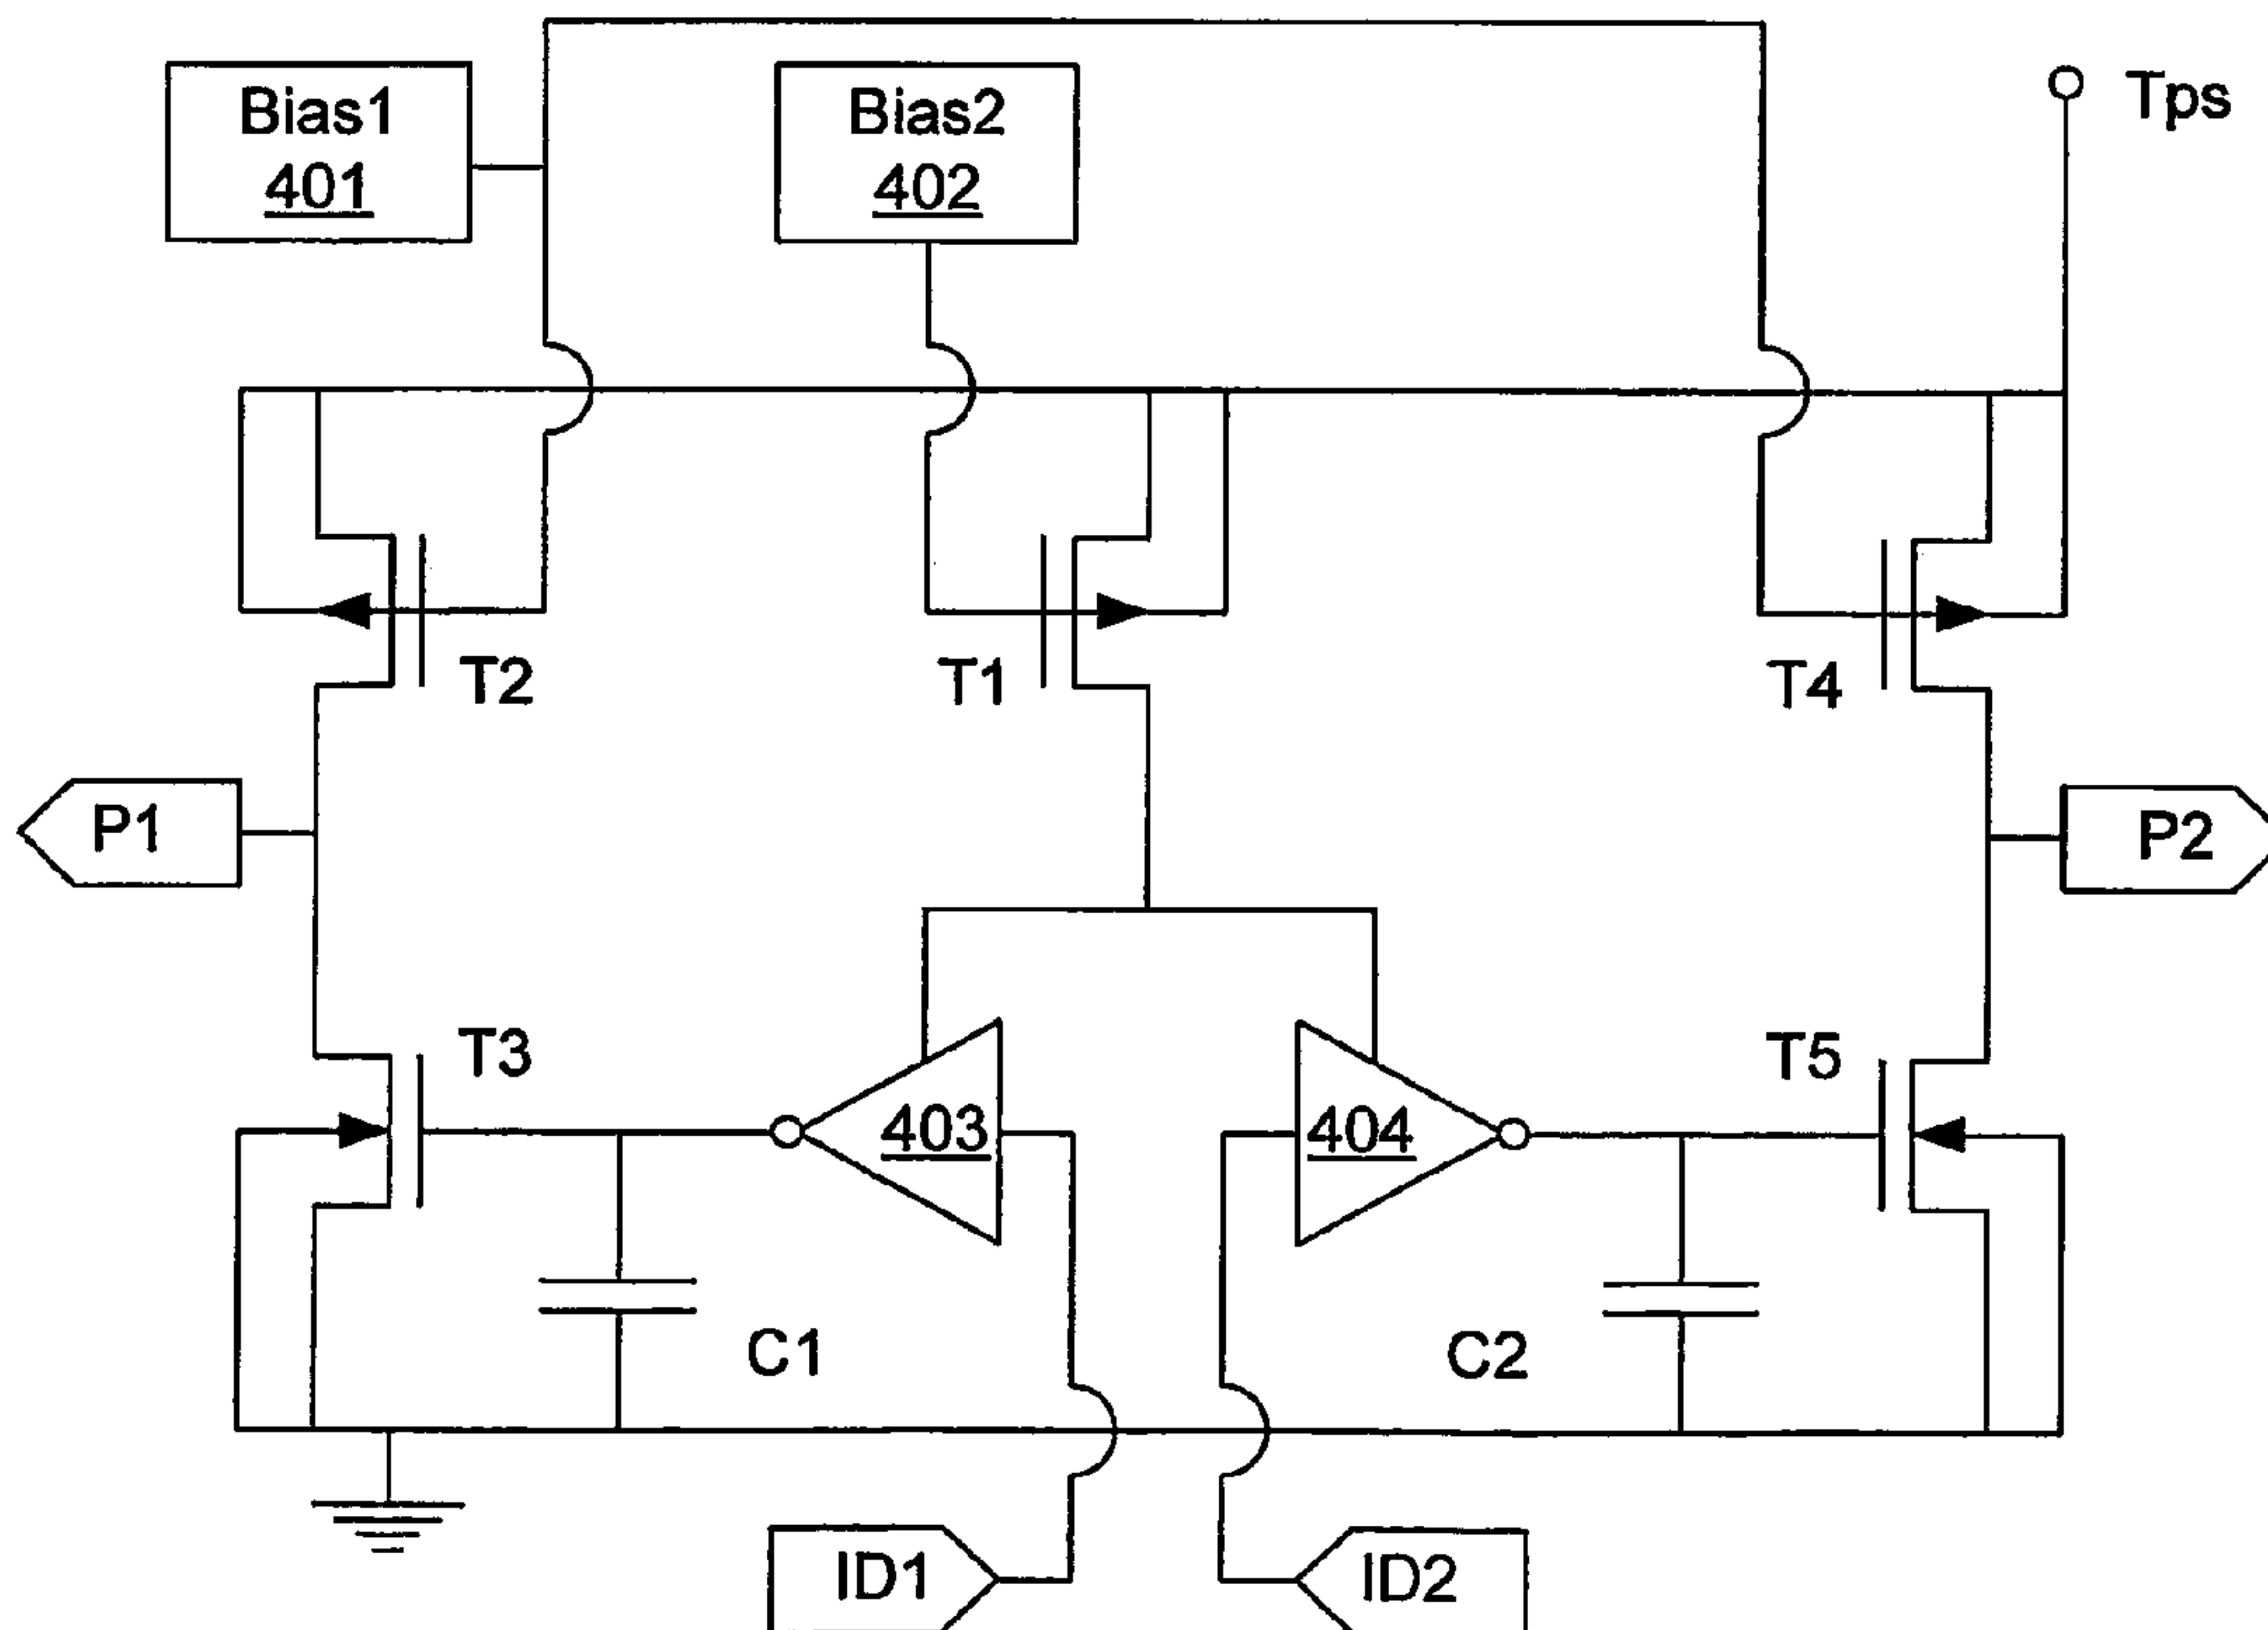 Bias1
401
Bias2
402
Tps
T2
T1
T4
P1
P2
T3
T5
403
404
C1
C2
ID1
ID2